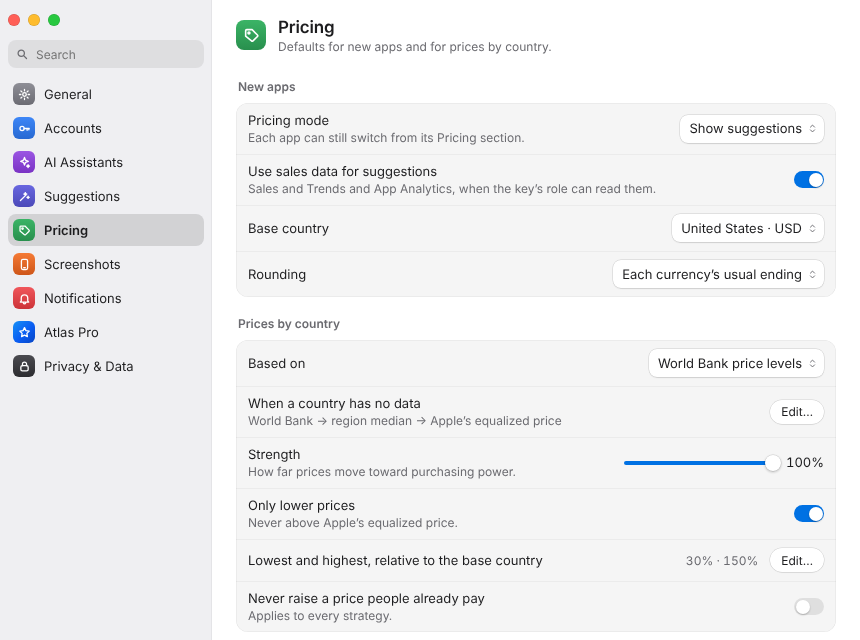 Search
General
Accounts
AI Assistants
Suggestions
Pricing
Screenshots
Notifications
Atlas Pro
Privacy & Data
Pricing
Defaults for new apps and for prices by country.
New apps
Pricing mode
Each app can still switch from its Pricing section.
Show suggestions
Use sales data for suggestions
Sales and Trends and App Analytics, when the key’s role can read them.
Base country
United States · USD
Rounding
Each currency’s usual ending
Prices by country
Based on
World Bank price levels
When a country has no data
World Bank → region median → Apple’s equalized price
Edit…
Strength
How far prices move toward purchasing power.
100%
Only lower prices
Never above Apple’s equalized price.
Lowest and highest, relative to the base country
30% · 150%
Edit…
Never raise a price people already pay
Applies to every strategy.